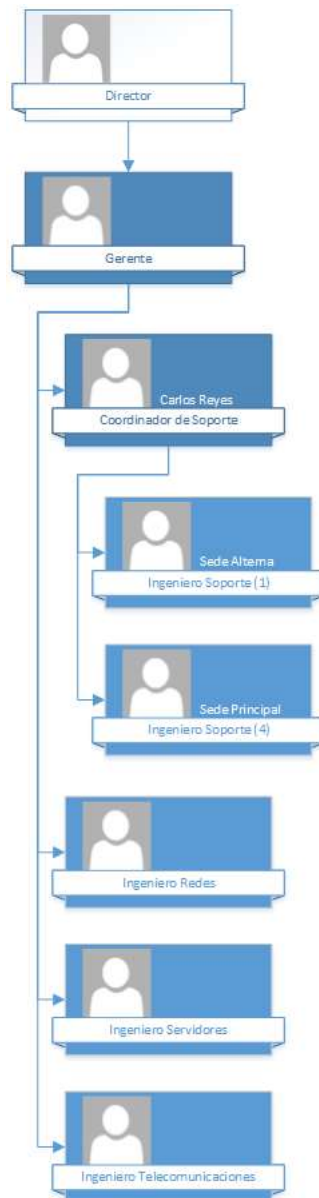 Director
Gerente
Carlos Reyes
Coordinador de Soporte
Sede Alterna
Ingeniero Soporte (1)
Sede Principal
Ingeniero Soporte (4)
Ingeniero Redes
Ingeniero Servidores
Ingeniero Telecomunicaciones